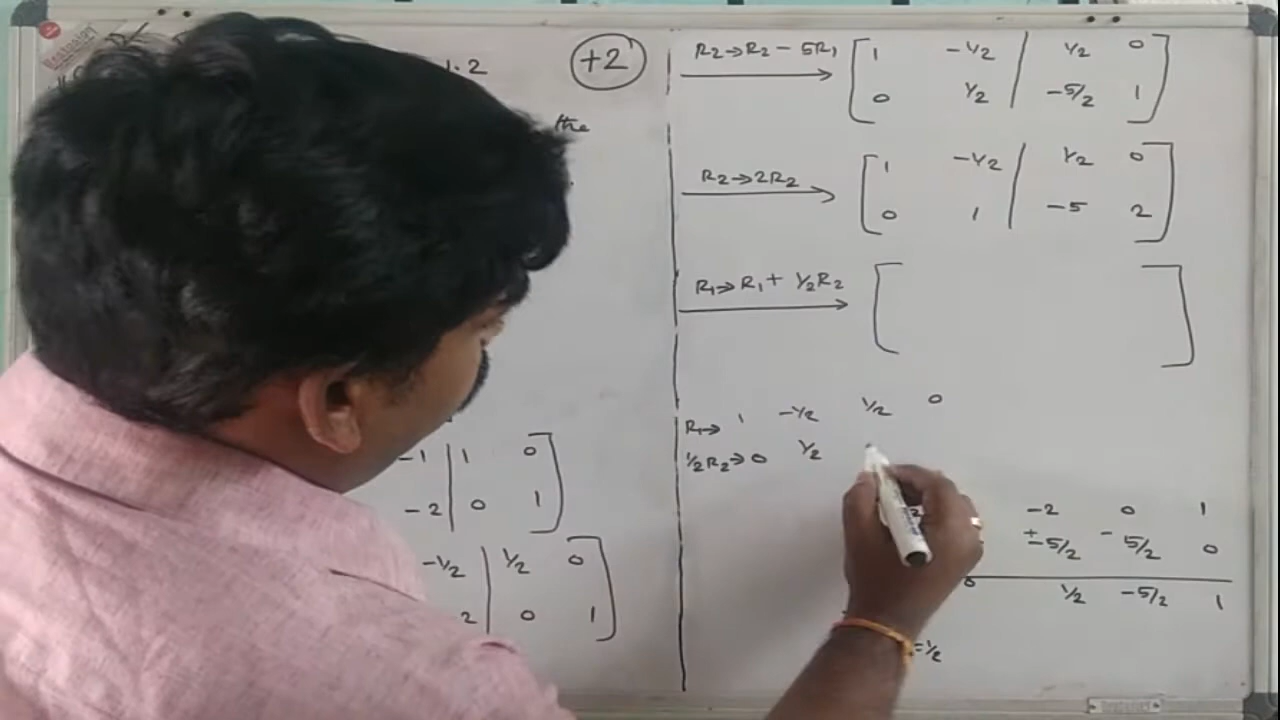 1.2
+2
the
-1 | 1 0
-2 | 0 1
-1/2 | 1/2 0
2 | 0 1
R2→R2 - 5R1
1 -1/2 | 1/2 0
0 1/2 | -5/2 1
R2→2R2
1 -1/2 | 1/2 0
0 1 | -5 2
R1→R1 + 1/2R2
R1→ 1 -1/2 1/2 0
1/2R2→0 1/2
-2 0 1
-5/2 - 5/2 0
0 1/2 -5/2 1
=1/2